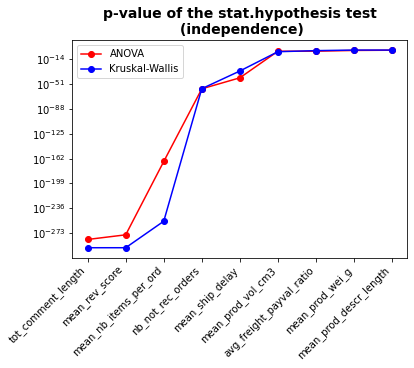 p-value of the stat.hypothesis test
(independence)
ANOVA
Kruskal-Wallis
10^{-14}
10^{-51}
10^{-88}
10^{-125}
10^{-162}
10^{-199}
10^{-236}
10^{-273}
tot_comment_length
mean_rev_score
mean_nb_items_per_ord
nb_not_rec_orders
mean_ship_delay
mean_prod_vol_cm3
avg_freight_payval_ratio
mean_prod_wei_g
mean_prod_descr_length